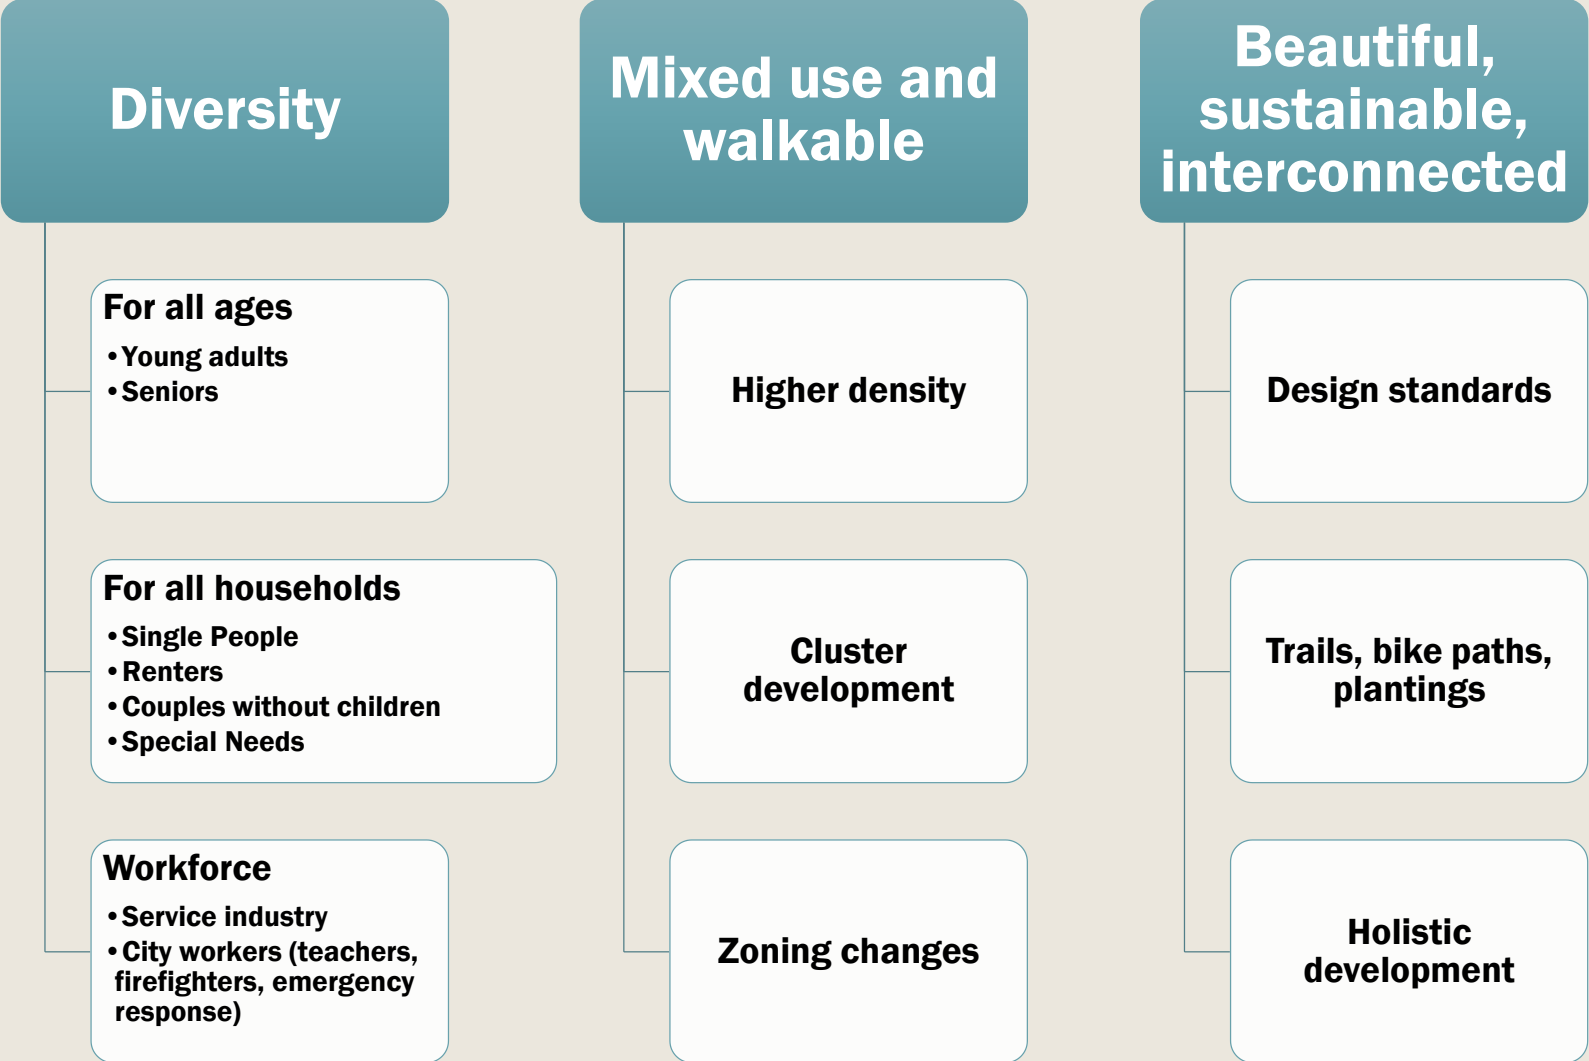 Diversity
For all ages
•Young adults
•Seniors
For all households
•Single People
•Renters
•Couples without children
•Special Needs
Workforce
•Service industry
•City workers (teachers,
firefighters, emergency
response)
Mixed use and
walkable
Higher density
Cluster
development
Zoning changes
Beautiful,
sustainable,
interconnected
Design standards
Trails, bike paths,
plantings
Holistic
development